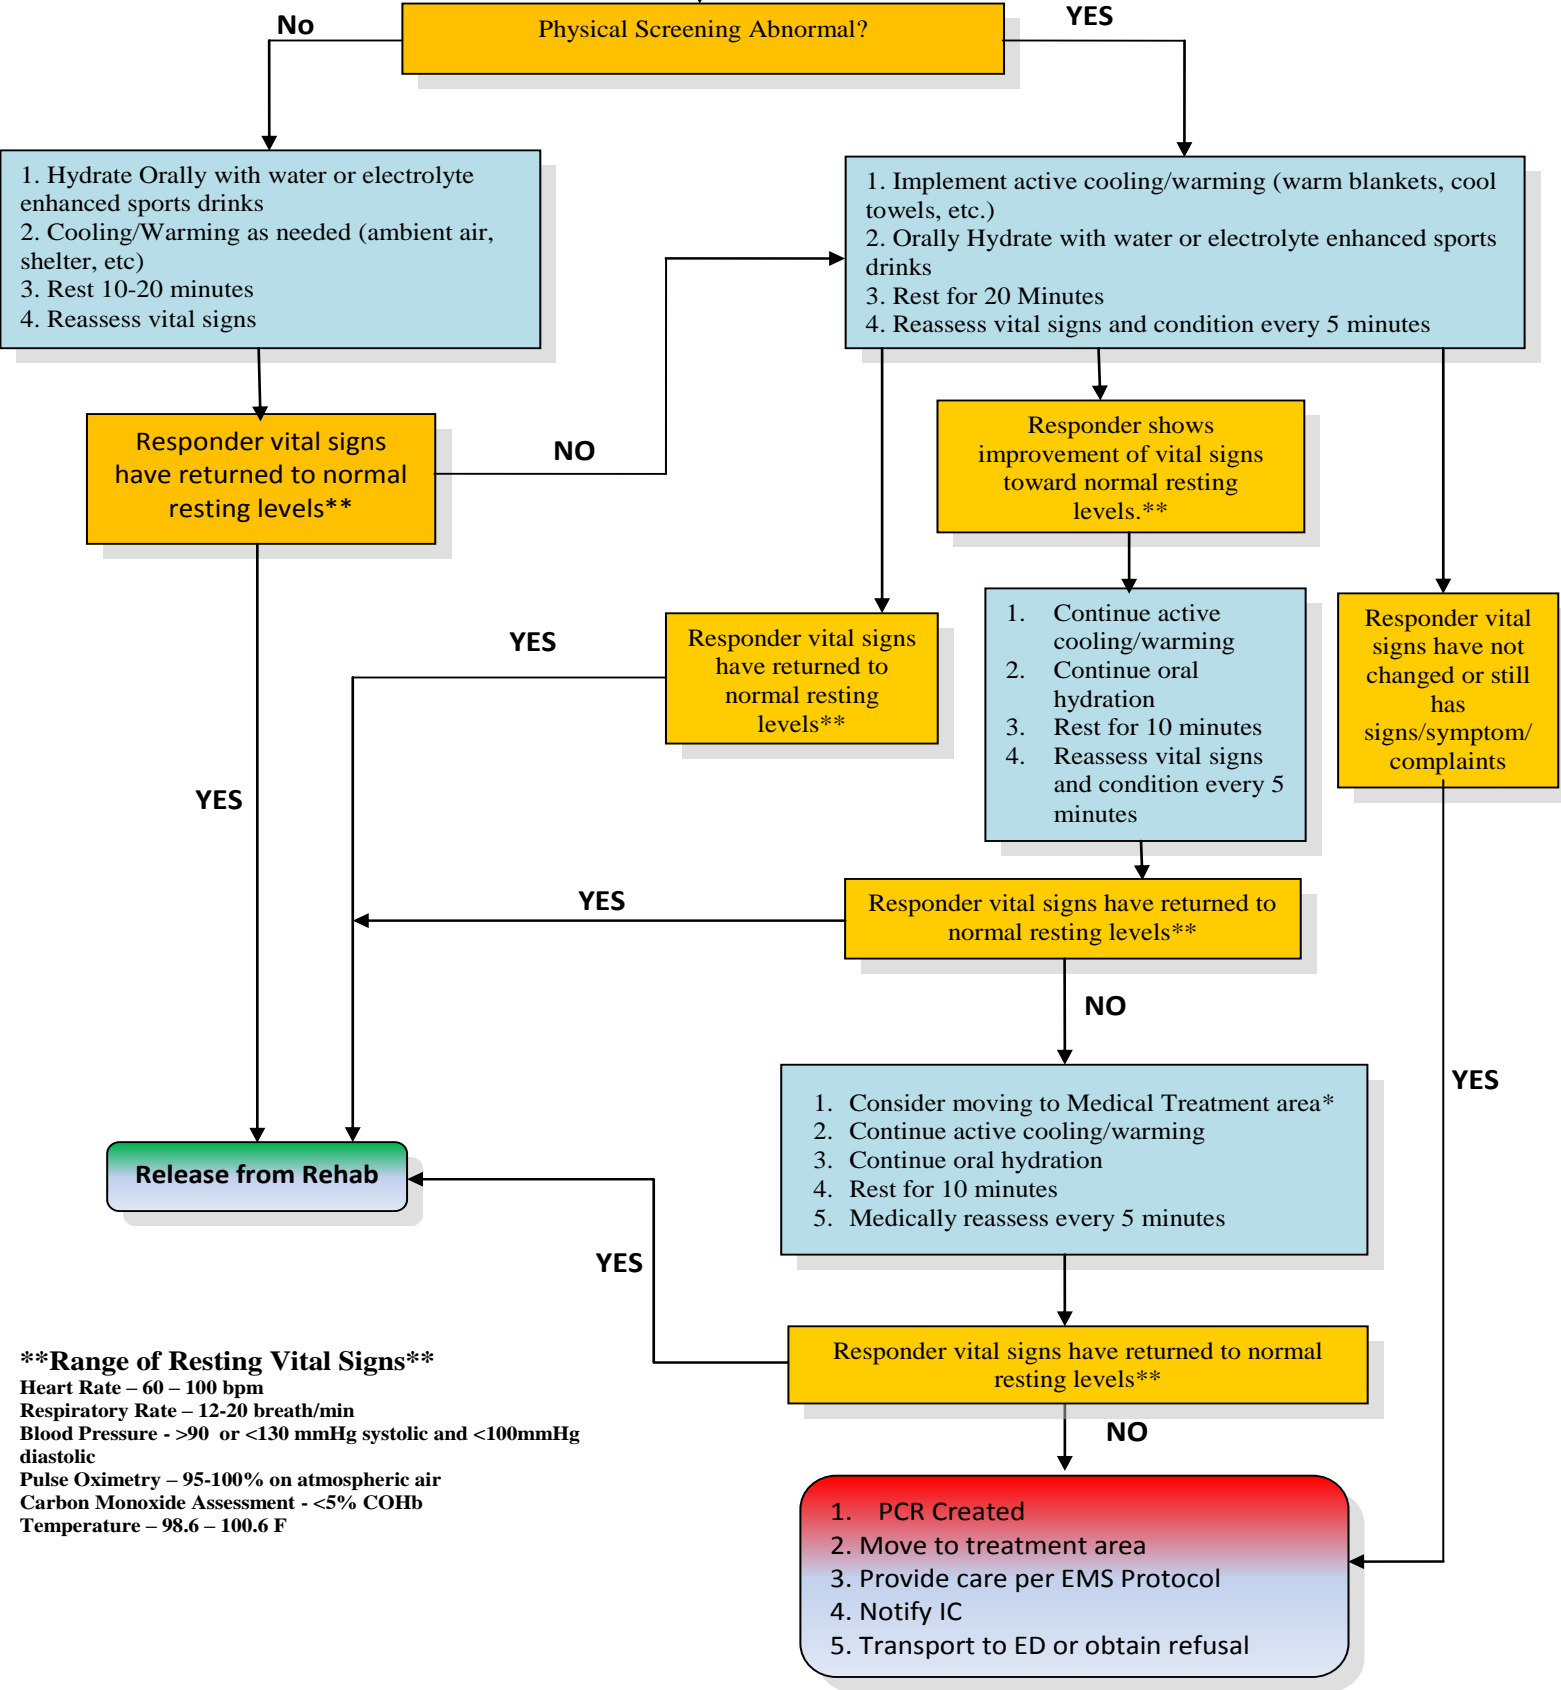 No
Physical Screening Abnormal?
YES
1. Hydrate Orally with water or electrolyte
enhanced sports drinks
2. Cooling/Warming as needed (ambient air,
shelter, etc)
3. Rest 10-20 minutes
4. Reassess vital signs
1. Implement active cooling/warming (warm blankets, cool
towels, etc.)
2. Orally Hydrate with water or electrolyte enhanced sports
drinks
3. Rest for 20 Minutes
4. Reassess vital signs and condition every 5 minutes
Responder vital signs
have returned to normal
resting levels**
NO
Responder shows
improvement of vital signs
toward normal resting
levels.**
YES
Responder vital signs
have returned to
normal resting
levels**
1. Continue active
cooling/warming
2. Continue oral
hydration
3. Rest for 10 minutes
4. Reassess vital signs
and condition every 5
minutes
Responder vital
signs have not
changed or still
has
signs/symptom/
complaints
YES
YES
Responder vital signs have returned to
normal resting levels**
NO
YES
1. Consider moving to Medical Treatment area*
2. Continue active cooling/warming
3. Continue oral hydration
4. Rest for 10 minutes
5. Medically reassess every 5 minutes
Release from Rehab
YES
Responder vital signs have returned to normal
resting levels**
NO
**Range of Resting Vital Signs**
Heart Rate – 60 – 100 bpm
Respiratory Rate – 12-20 breath/min
Blood Pressure - >90 or <130 mmHg systolic and <100mmHg
diastolic
Pulse Oximetry – 95-100% on atmospheric air
Carbon Monoxide Assessment - <5% COHb
Temperature – 98.6 – 100.6 F
1. PCR Created
2. Move to treatment area
3. Provide care per EMS Protocol
4. Notify IC
5. Transport to ED or obtain refusal